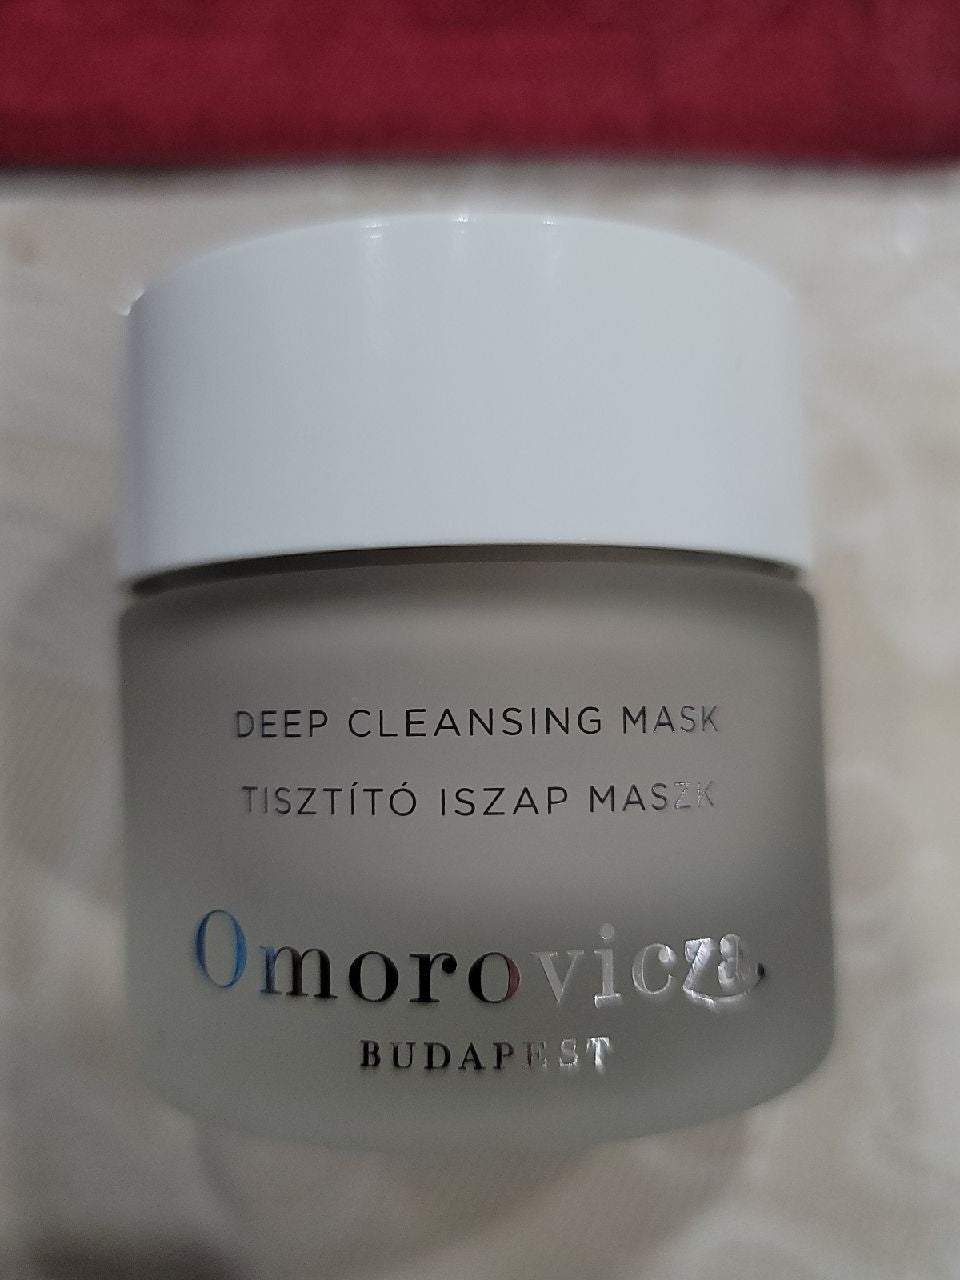 DEEP CLEANSING MASK
TISZTÍTÓ ISZAP MASZK
Omorovicza
BUDAPEST